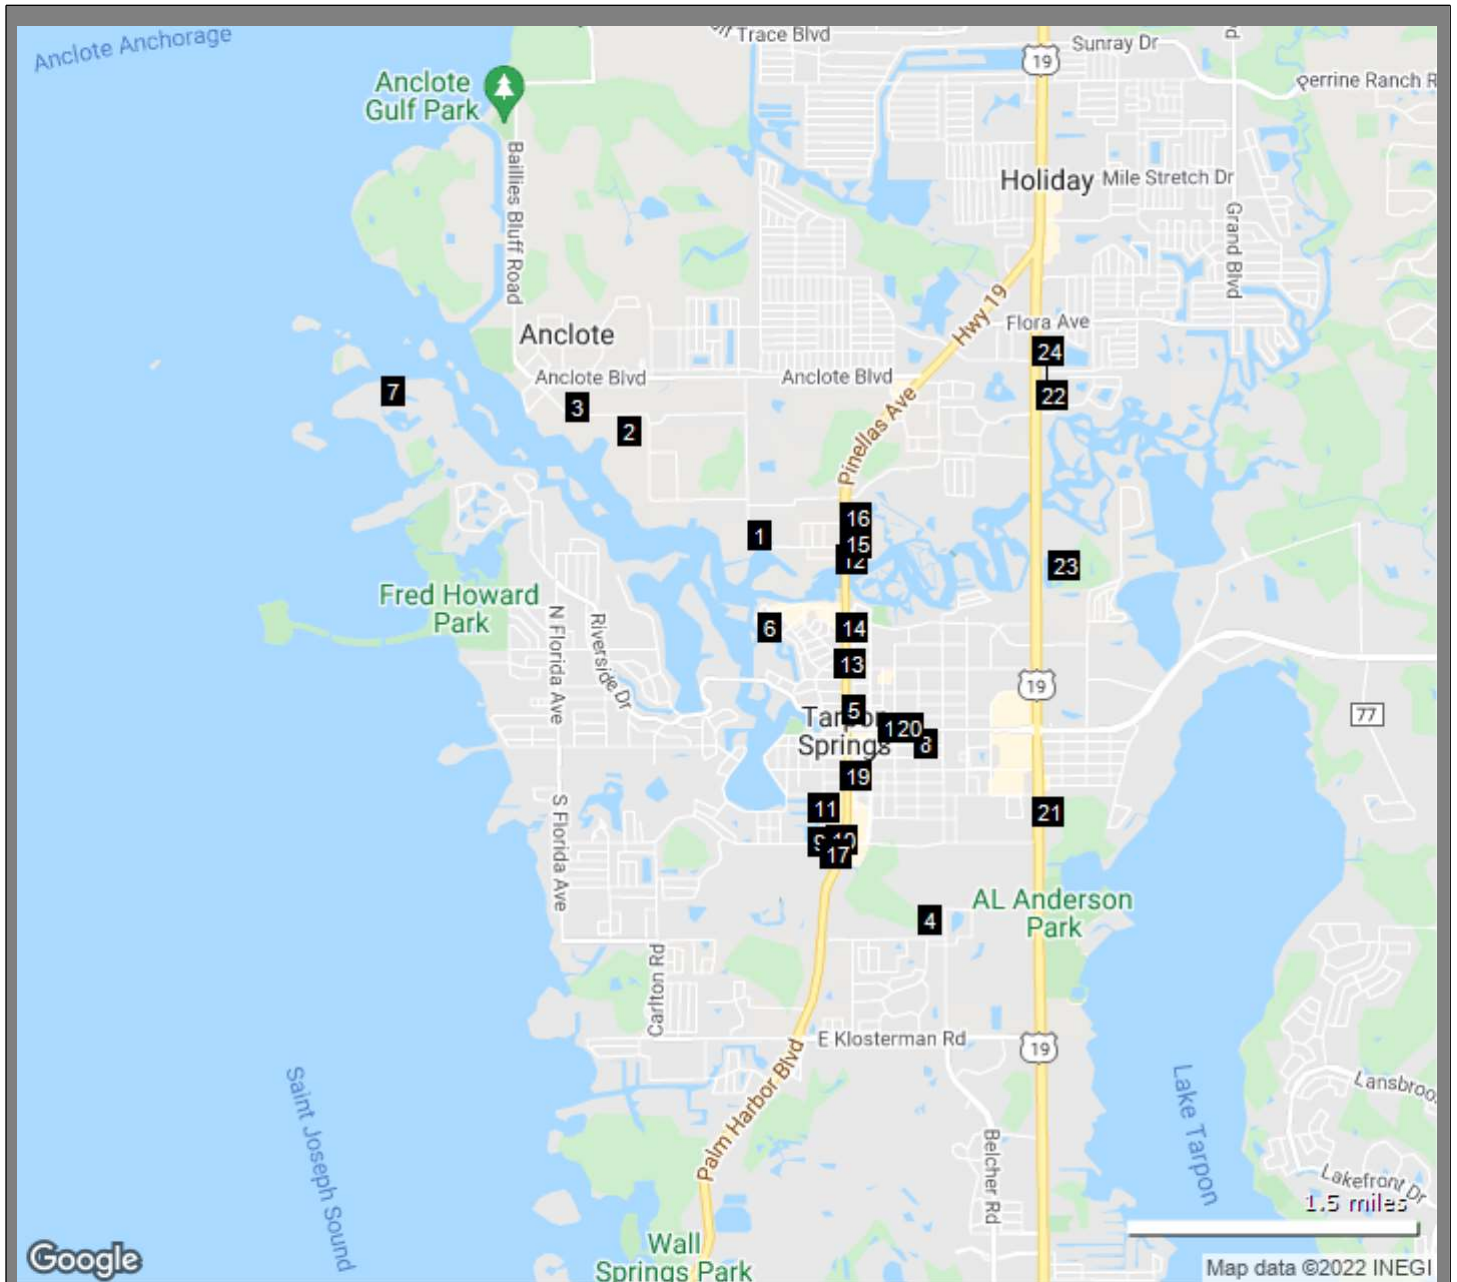 Anclote Anchorage
Trace Blvd
Sunray Dr
19
Anclote
Gulf Park
Perrine Ranch R
Baillies Bluff Road
Holiday
Mile Stretch Dr
Grand Blvd
Hwy 19
Flora Ave
Anclote
24
Anclote Blvd
Anclote Blvd
7
3
22
2
Pinellas Ave
16
1
15
12
23
Fred Howard
Park
N Florida Ave
Riverside Dr
6
14
13
19
5
77
Springs
120
8
19
11
21
S Florida Ave
9
10
17
4
AL Anderson
Park
Carlton Rd
E Klosterman Rd
19
Palm Harbor Blvd
Saint Joseph Sound
Lake Tarpon
Lansbroo
Belcher Rd
Lakefront Dr
1.5 miles
Wall
Springs Park
Google
Map data ©2022 INEGI